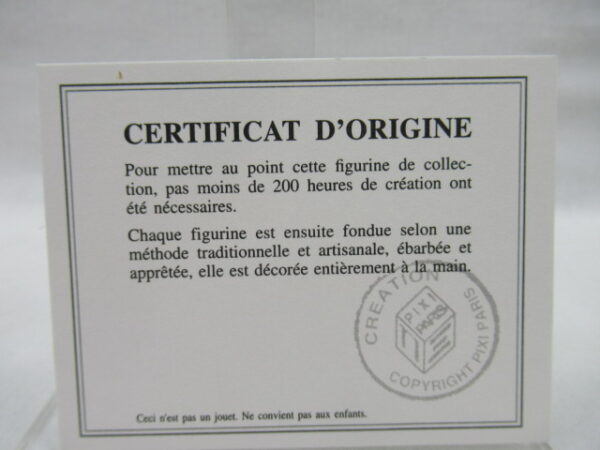 CERTIFICAT D'ORIGINE
Pour mettre au point cette figurine de collec-
tion, pas moins de 200 heures de création ont
été nécessaires.
Chaque figurine est ensuite fondue selon une
méthode traditionnelle et artisanale, ébarbée et
apprêtée, elle est décorée entièrement à la main.
CREATION
PIXI
PARIS
COPYRIGHT PIXI PARIS
Ceci n'est pas un jouet. Ne convient pas aux enfants.